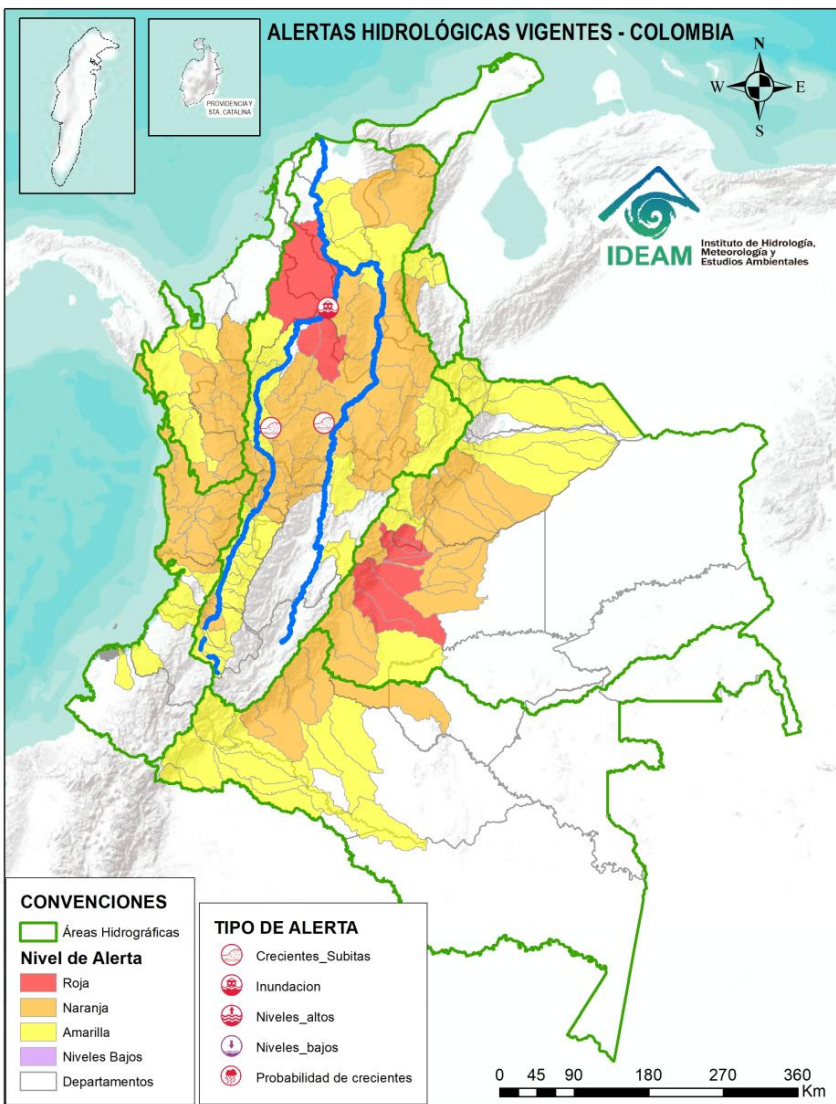 ALERTAS HIDROLÓGICAS VIGENTES - COLOMBIA
PROVIDENCIA Y
STA. CATALINA
N
W
E
S
IDEAM
Instituto de Hidrología,
Meteorología y
Estudios Ambientales
CONVENCIONES
Áreas Hidrográficas
Nivel de Alerta
Roja
Naranja
Amarilla
Niveles Bajos
Departamentos
TIPO DE ALERTA
Crecientes_Subitas
Inundacion
Niveles_altos
Niveles_bajos
Probabilidad de crecientes
0 45 90 180 270 360
Km